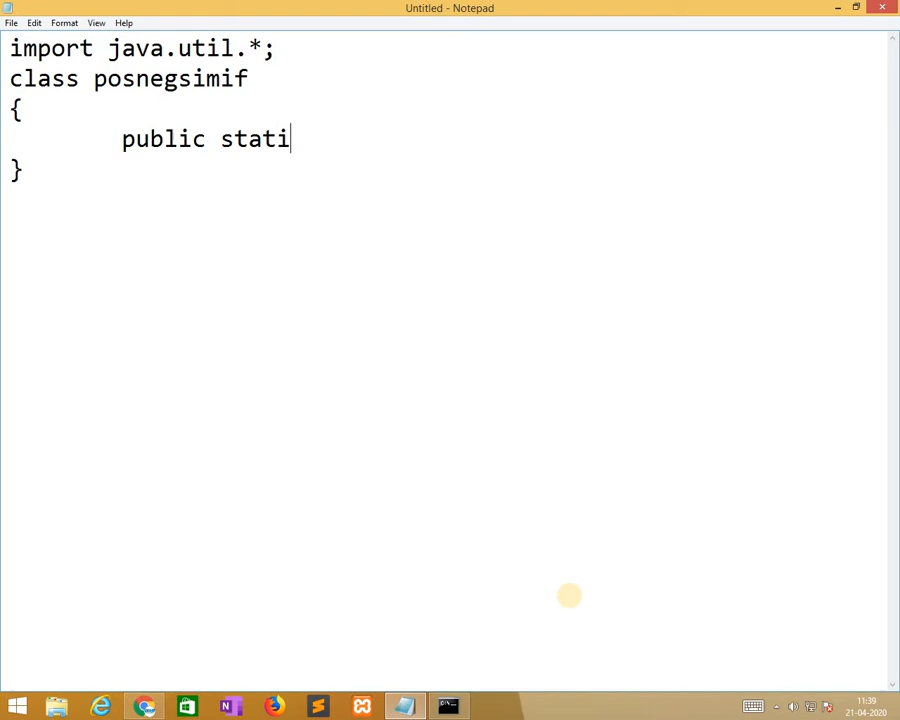 Untitled - Notepad
File Edit Format View Help
import java.util.*;
class posnegsimif
{
public stati
}
11:39
21-04-2020